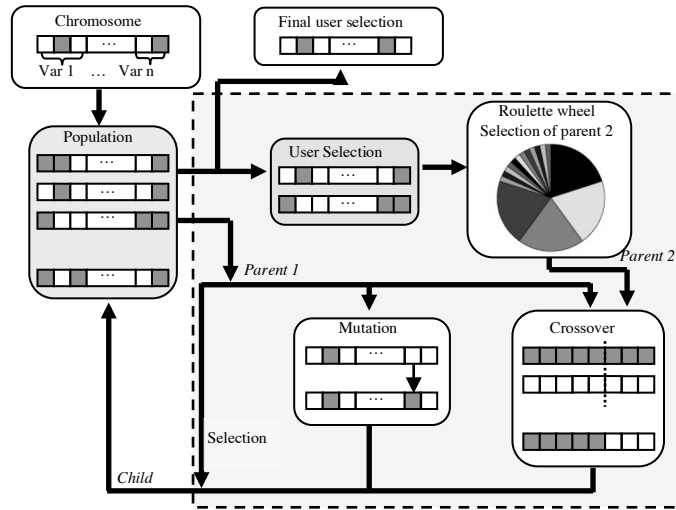 Chromosome
…
Var 1 … Var n
Final user selection
…
Population
…
…
…
…
User Selection
…
…
Roulette wheel
Selection of parent 2
Parent 1
Parent 2
Mutation
…
…
Crossover
Selection
Child